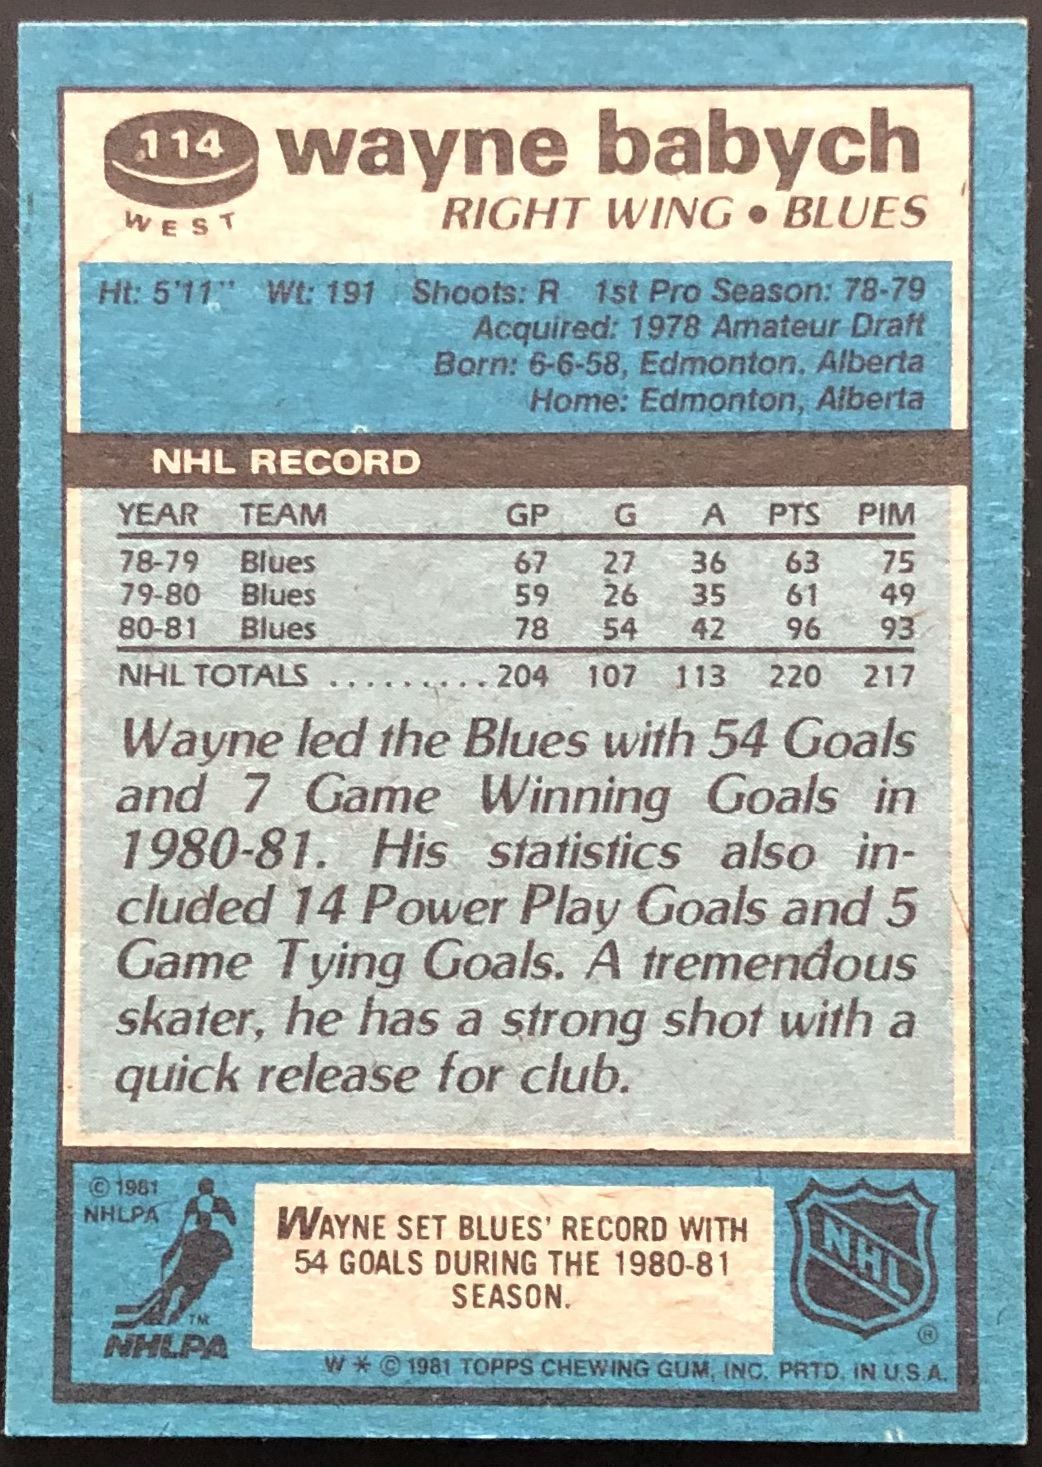 114
WEST
wayne babych
RIGHT WING • BLUES
Ht: 5'11" Wt: 191 Shoots: R 1st Pro Season: 78-79
Acquired: 1978 Amateur Draft
Born: 6-6-58, Edmonton, Alberta
Home: Edmonton, Alberta
NHL RECORD
YEAR TEAM GP G A PTS PIM
78-79 Blues 67 27 36 63 75
79-80 Blues 59 26 35 61 49
80-81 Blues 78 54 42 96 93
NHL TOTALS .......... 204 107 113 220 217
Wayne led the Blues with 54 Goals
and 7 Game Winning Goals in
1980-81. His statistics also in-
cluded 14 Power Play Goals and 5
Game Tying Goals. A tremendous
skater, he has a strong shot with a
quick release for club.
© 1981
NHLPA
TM
NHLPA
WAYNE SET BLUES' RECORD WITH
54 GOALS DURING THE 1980-81
SEASON.
NHL
®
W * © 1981 TOPPS CHEWING GUM, INC. PRTD. IN U.S.A.